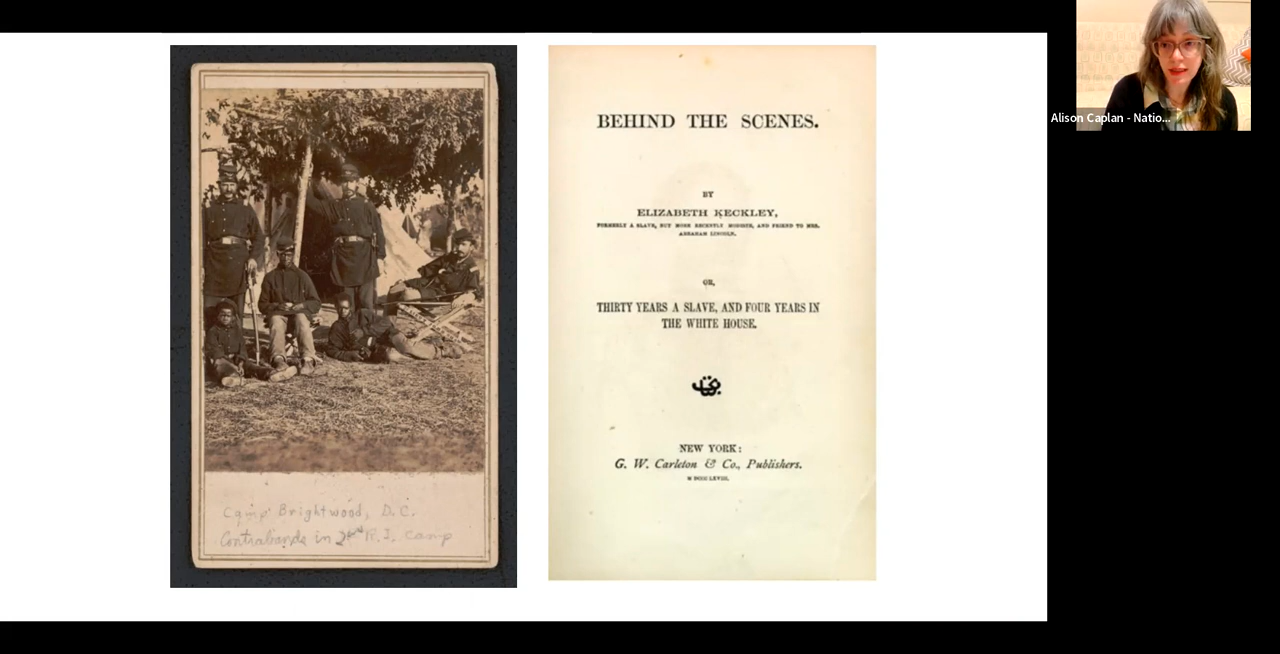 Camp Brightwood, D.C.
Contrabands in 2nd R.I. Camp
BEHIND THE SCENES.
BY
ELIZABETH KECKLEY,
FORMERLY A SLAVE, BUT MORE RECENTLY MODISTE, AND FRIEND TO MRS.
ABRAHAM LINCOLN.
OR,
THIRTY YEARS A SLAVE, AND FOUR YEARS IN
THE WHITE HOUSE.
NEW YORK:
G. W. Carleton & Co., Publishers.
M DCCC LXVIII.
Alison Caplan - Natio...